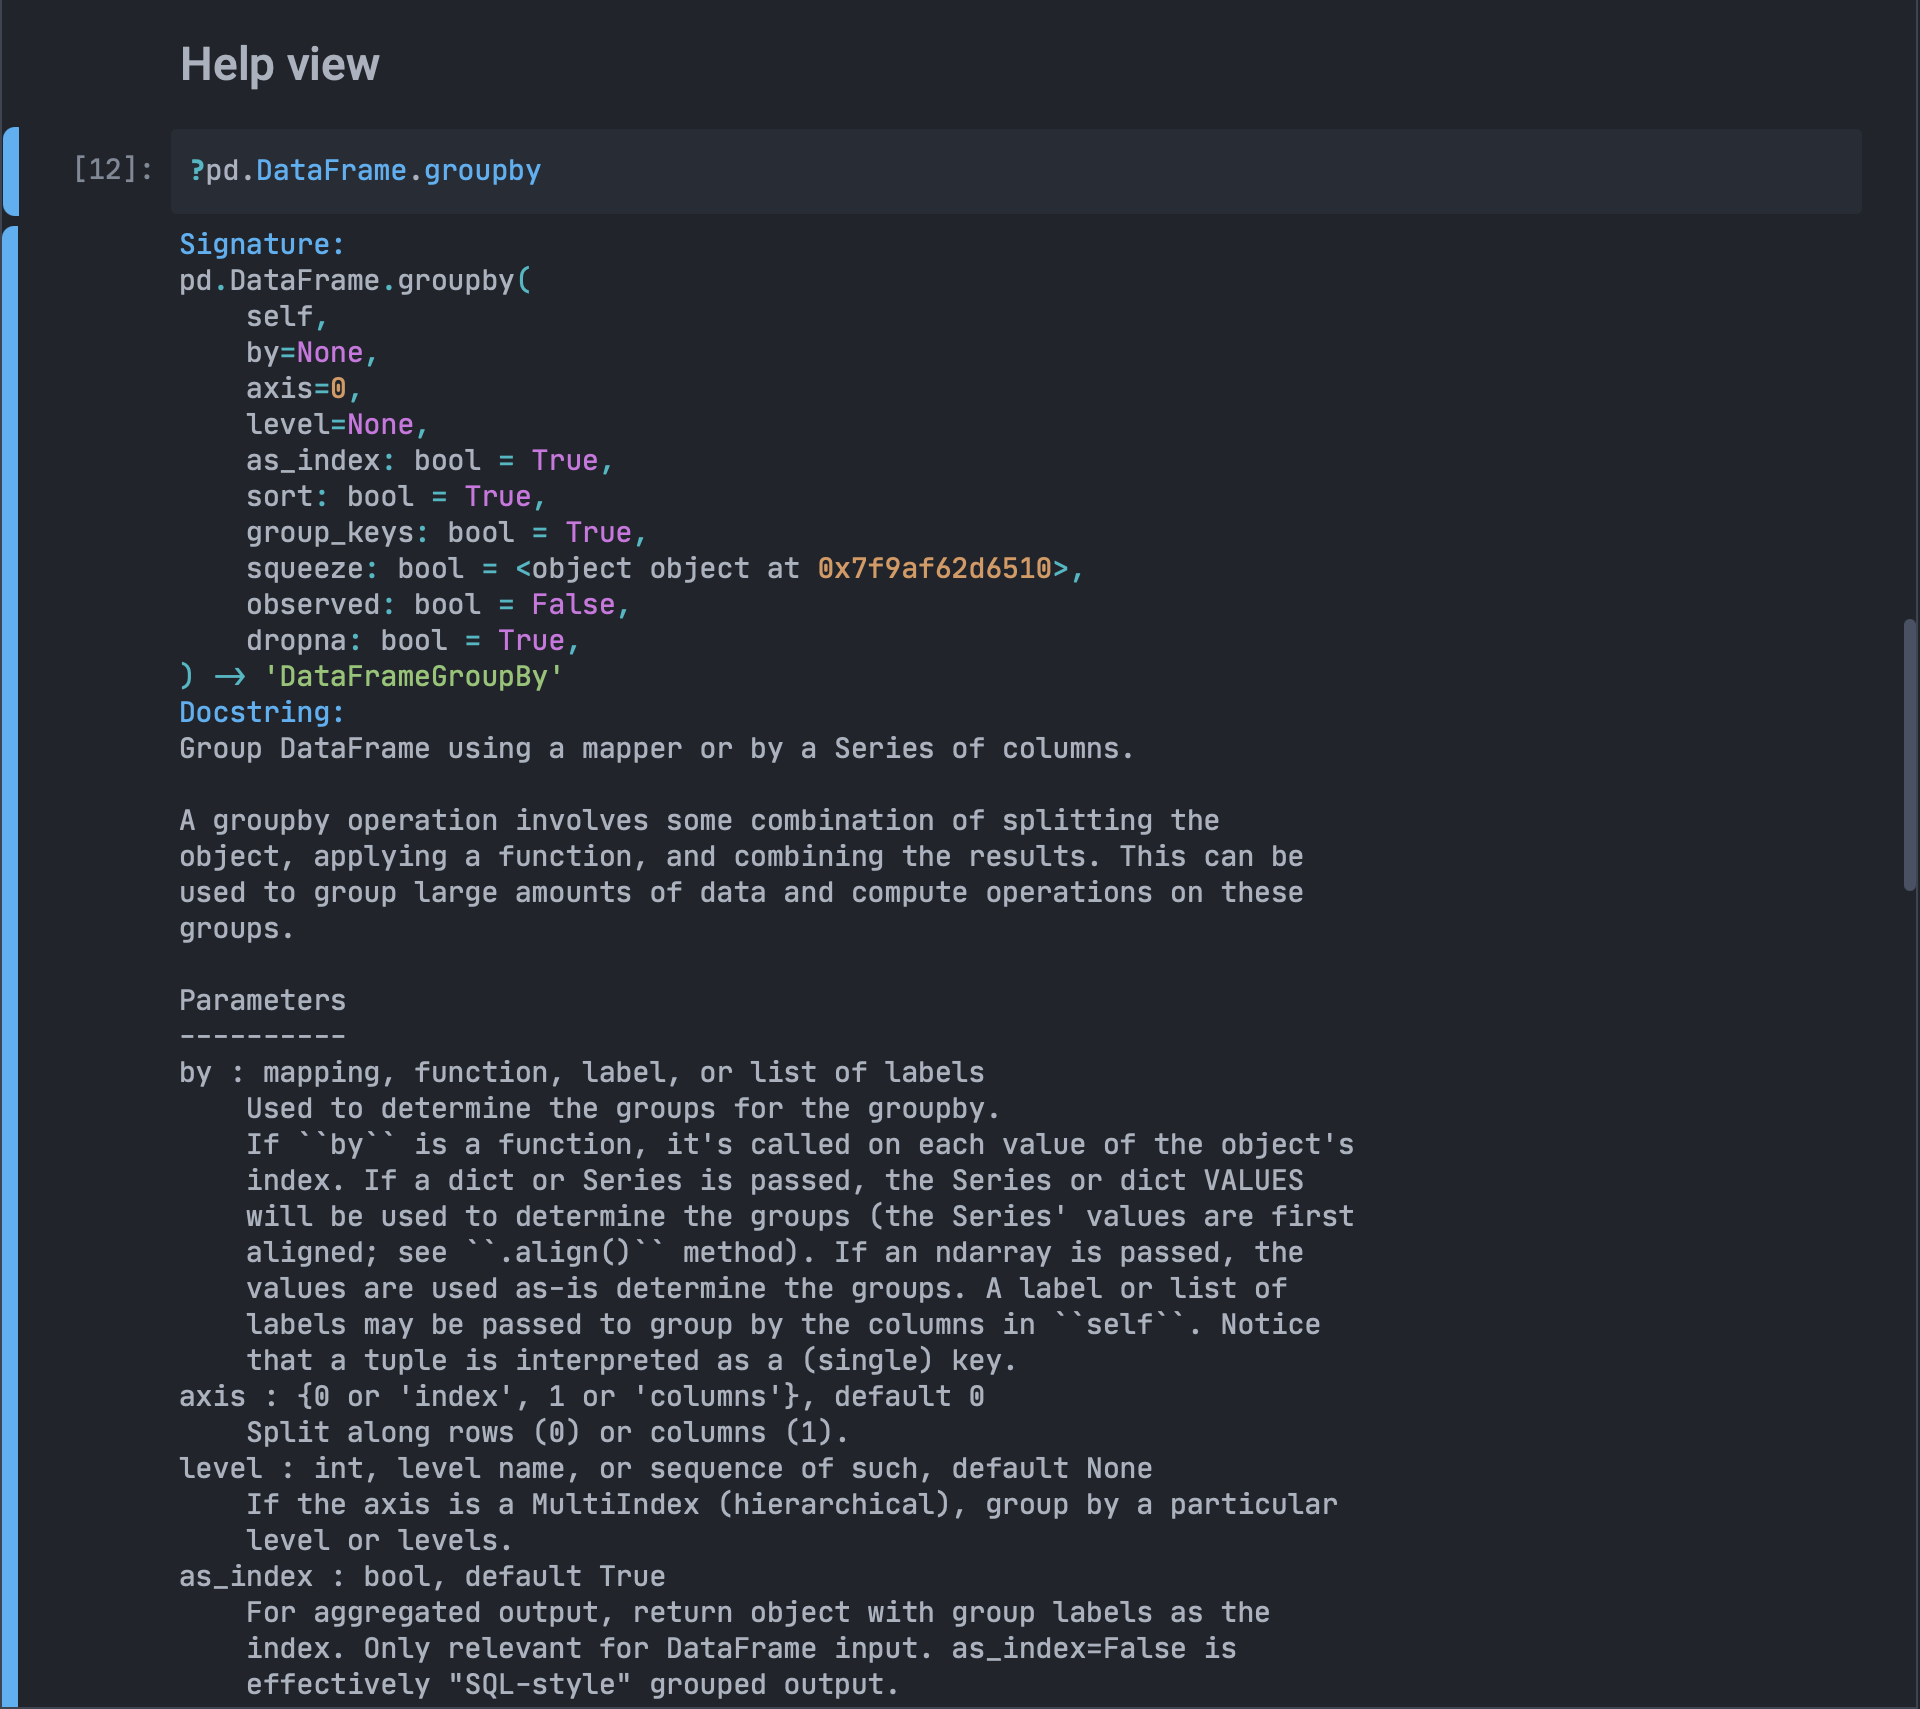 Help view
[12]: ?pd.DataFrame.groupby
Signature:
pd.DataFrame.groupby(
    self,
    by=None,
    axis=0,
    level=None,
    as_index: bool = True,
    sort: bool = True,
    group_keys: bool = True,
    squeeze: bool = <object object at 0x7f9af62d6510>,
    observed: bool = False,
    dropna: bool = True,
) -> 'DataFrameGroupBy'
Docstring:
Group DataFrame using a mapper or by a Series of columns.

A groupby operation involves some combination of splitting the
object, applying a function, and combining the results. This can be
used to group large amounts of data and compute operations on these
groups.

Parameters
----------
by : mapping, function, label, or list of labels
    Used to determine the groups for the groupby.
    If ``by`` is a function, it's called on each value of the object's
    index. If a dict or Series is passed, the Series or dict VALUES
    will be used to determine the groups (the Series' values are first
    aligned; see ``.align()`` method). If an ndarray is passed, the
    values are used as-is determine the groups. A label or list of
    labels may be passed to group by the columns in ``self``. Notice
    that a tuple is interpreted as a (single) key.
axis : {0 or 'index', 1 or 'columns'}, default 0
    Split along rows (0) or columns (1).
level : int, level name, or sequence of such, default None
    If the axis is a MultiIndex (hierarchical), group by a particular
    level or levels.
as_index : bool, default True
    For aggregated output, return object with group labels as the
    index. Only relevant for DataFrame input. as_index=False is
    effectively "SQL-style" grouped output.